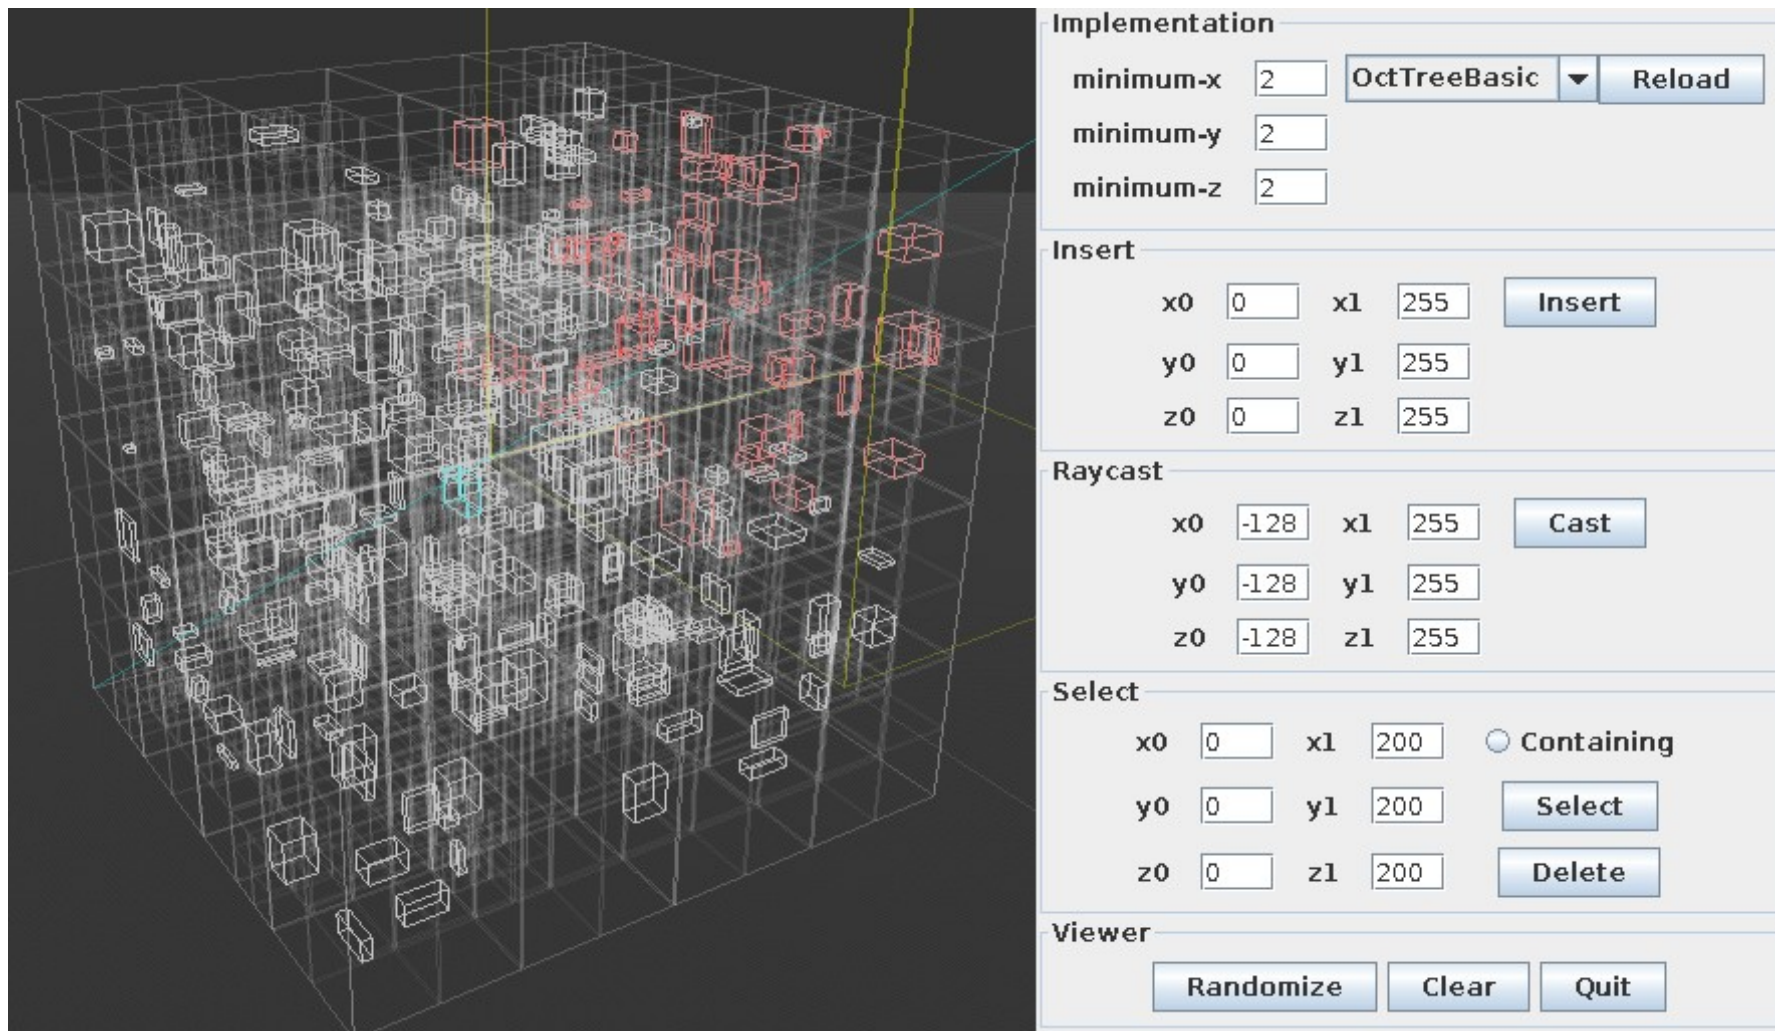 Implementation
minimum-x 2 OctTreeBasic Reload
minimum-y 2
minimum-z 2
Insert
x0 0 x1 255 Insert
y0 0 y1 255
z0 0 z1 255
Raycast
x0 -128 x1 255 Cast
y0 -128 y1 255
z0 -128 z1 255
Select
x0 0 x1 200 Containing
y0 0 y1 200 Select
z0 0 z1 200 Delete
Viewer
Randomize Clear Quit